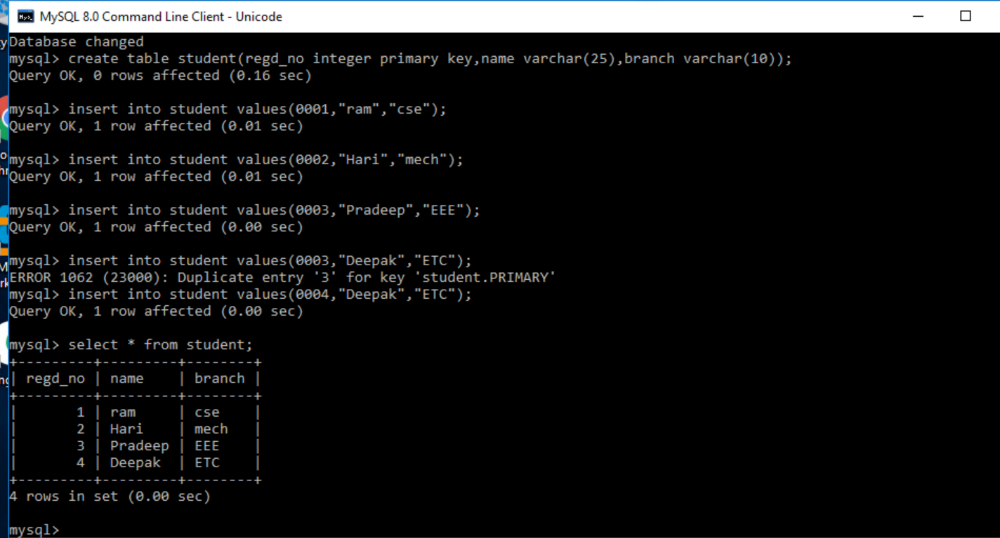 MySQL 8.0 Command Line Client - Unicode
Database changed
mysql> create table student(regd_no integer primary key,name varchar(25),branch varchar(10));
Query OK, 0 rows affected (0.16 sec)
mysql> insert into student values(0001,"ram","cse");
Query OK, 1 row affected (0.01 sec)
mysql> insert into student values(0002,"Hari","mech");
Query OK, 1 row affected (0.01 sec)
mysql> insert into student values(0003,"Pradeep","EEE");
Query OK, 1 row affected (0.00 sec)
mysql> insert into student values(0003,"Deepak","ETC");
ERROR 1062 (23000): Duplicate entry '3' for key 'student.PRIMARY'
mysql> insert into student values(0004,"Deepak","ETC");
Query OK, 1 row affected (0.00 sec)
mysql> select * from student;
+---------+---------+--------+
| regd_no | name    | branch |
+---------+---------+--------+
|       1 | ram     | cse    |
|       2 | Hari    | mech   |
|       3 | Pradeep | EEE    |
|       4 | Deepak  | ETC    |
+---------+---------+--------+
4 rows in set (0.00 sec)
mysql>